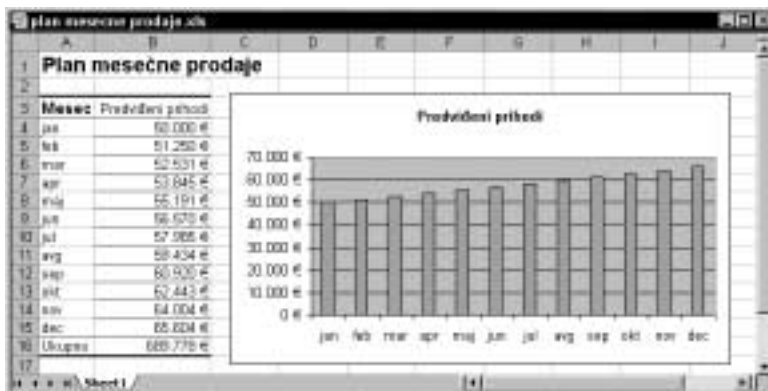 plan mesecne prodaje.xls
A B C D E F G H I J
1 Plan mesečne prodaje
2
3 Mesec Predviđeni prihodi
4 jan 50.000 €
5 feb 51.250 €
6 mar 52.531 €
7 apr 53.845 €
8 maj 55.191 €
9 jun 56.570 €
10 jul 57.985 €
11 avg 59.434 €
12 sep 60.920 €
13 okt 62.443 €
14 nov 64.004 €
15 dec 65.604 €
16 Ukupno 689.778 €
17
Predviđeni prihodi
70.000 €
60.000 €
50.000 €
40.000 €
30.000 €
20.000 €
10.000 €
0 €
jan feb mar apr maj jun jul avg sep okt nov dec
Sheet1